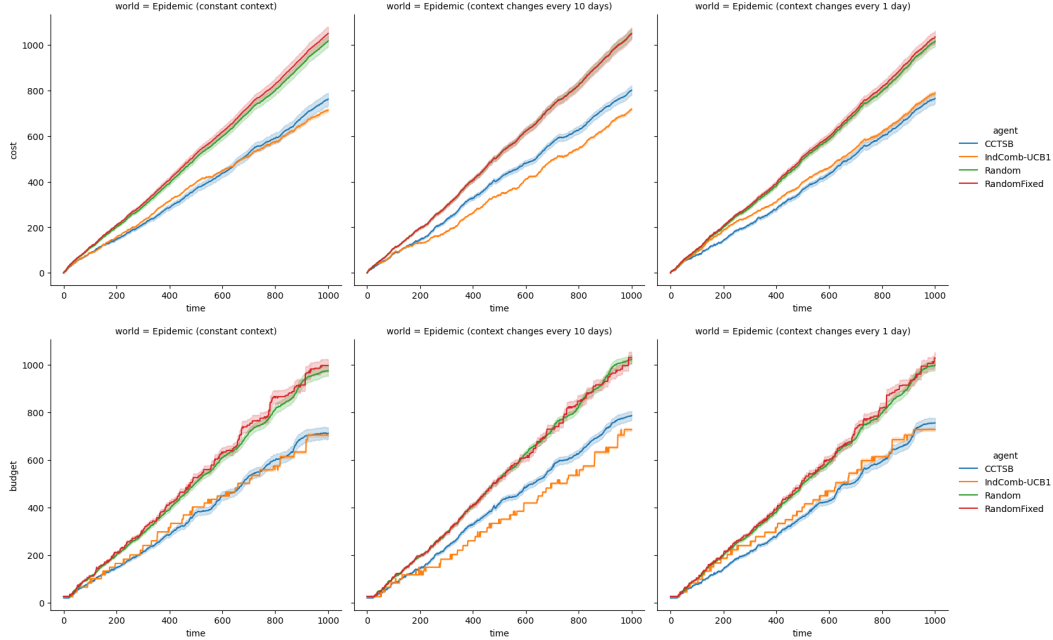 world = Epidemic (constant context)
world = Epidemic (context changes every 10 days)
world = Epidemic (context changes every 1 day)
1000
800
600
400
200
0
cost
0 200 400 600 800 1000
0 200 400 600 800 1000
0 200 400 600 800 1000
time
time
time
agent
CCTSB
IndComb-UCB1
Random
RandomFixed
world = Epidemic (constant context)
world = Epidemic (context changes every 10 days)
world = Epidemic (context changes every 1 day)
1000
800
600
400
200
0
budget
0 200 400 600 800 1000
0 200 400 600 800 1000
0 200 400 600 800 1000
time
time
time
agent
CCTSB
IndComb-UCB1
Random
RandomFixed